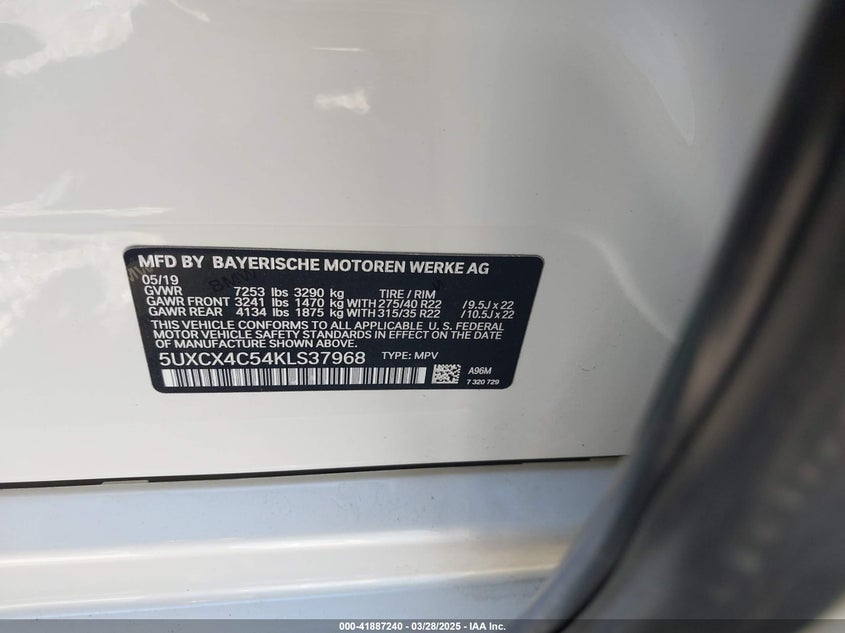 MFD BY BAYERISCHE MOTOREN WERKE AG
05/19
GVWR 7253 lbs 3290 kg TIRE / RIM
GAWR FRONT 3241 lbs 1470 kg WITH 275/40 R22 / 9.5J x 22
GAWR REAR 4134 lbs 1875 kg WITH 315/35 R22 / 10.5J x 22
THIS VEHICLE CONFORMS TO ALL APPLICABLE U. S. FEDERAL
MOTOR VEHICLE SAFETY STANDARDS IN EFFECT ON THE DATE
OF MANUFACTURE SHOWN ABOVE.
5UXCX4C54KLS37968 TYPE: MPV
A96M
7 320 729
000-41887240 - 03/28/2025 - IAA Inc.